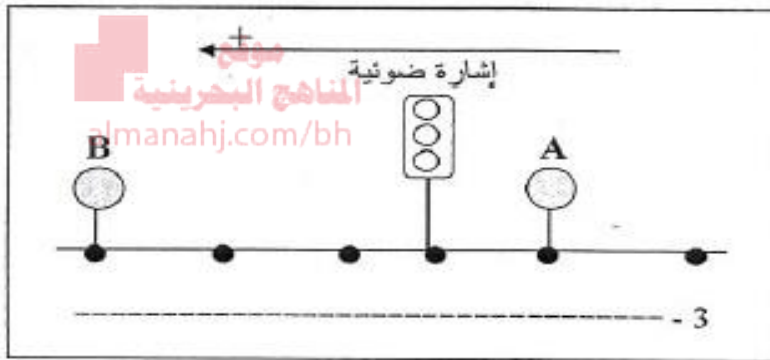 +
موقع
المناهج البحرينية
almanahj.com/bh
إشارة ضوئية
B
A
3 -